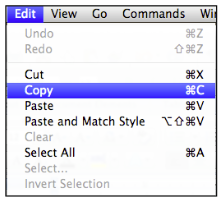 Edit View Go Commands Wi
Undo ⌘Z
Redo ⇧⌘Z
Cut ⌘X
Copy ⌘C
Paste ⌘V
Paste and Match Style ⌥⇧⌘V
Clear
Select All ⌘A
Select...
Invert Selection